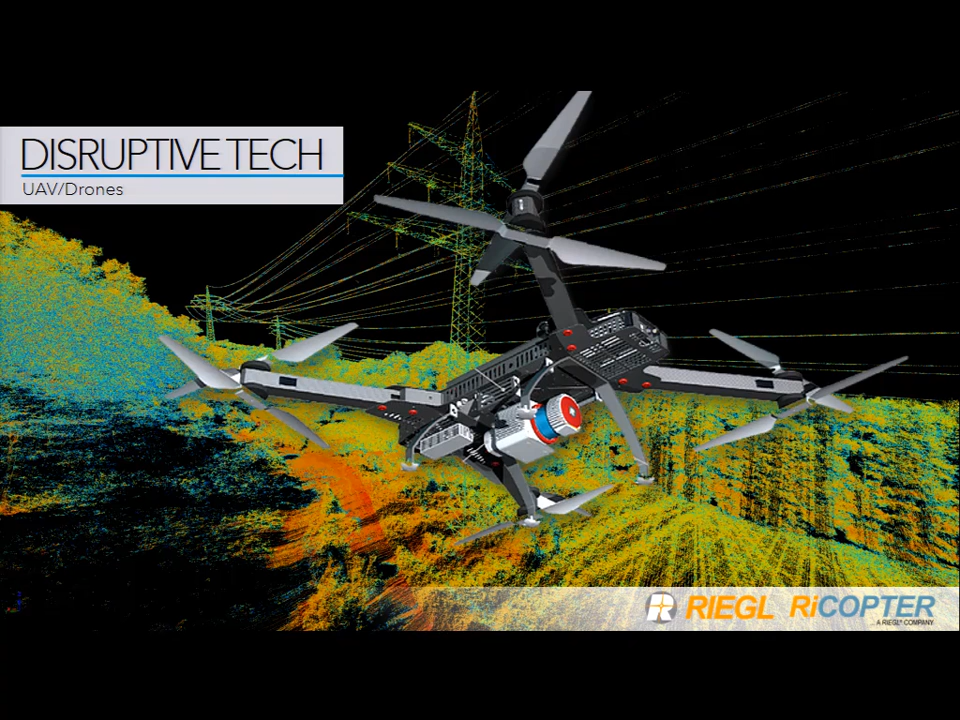 DISRUPTIVE TECH
UAV/Drones
RIEGL RiCOPTER
... A RIEGL® COMPANY